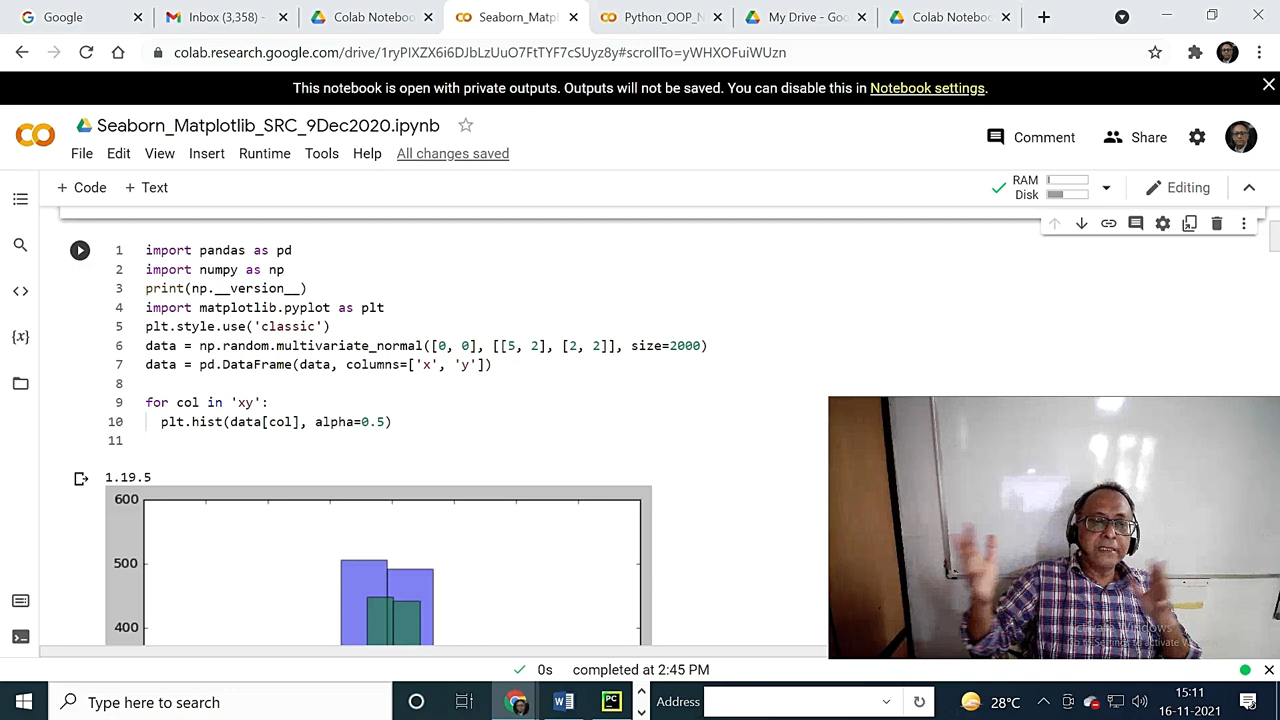 Google
Inbox (3,358) -
Colab Noteboo
Seaborn_Matpl
Python_OOP_N
My Drive - Goo
Colab Noteboo
colab.research.google.com/drive/1ryPIXZX6i6DJbLzUuO7FtTYF7cSUyz8y#scrollTo=yWHXOFuiWUzn
This notebook is open with private outputs. Outputs will not be saved. You can disable this in Notebook settings.
Seaborn_Matplotlib_SRC_9Dec2020.ipynb
Comment
Share
File Edit View Insert Runtime Tools Help All changes saved
+ Code + Text
RAM
Disk
Editing
1 import pandas as pd
2 import numpy as np
3 print(np.__version__)
4 import matplotlib.pyplot as plt
5 plt.style.use('classic')
6 data = np.random.multivariate_normal([0, 0], [[5, 2], [2, 2]], size=2000)
7 data = pd.DataFrame(data, columns=['x', 'y'])
8
9 for col in 'xy':
10 plt.hist(data[col], alpha=0.5)
11
1.19.5
600
500
400
0s completed at 2:45 PM
Type here to search
Address
28°C
15:11
16-11-2021